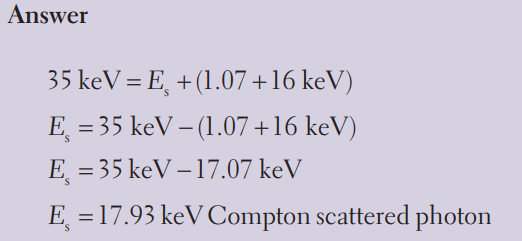 Answer
35 keV = Eₛ + (1.07 + 16 keV)
Eₛ = 35 keV – (1.07 + 16 keV)
Eₛ = 35 keV – 17.07 keV
Eₛ = 17.93 keV Compton scattered photon